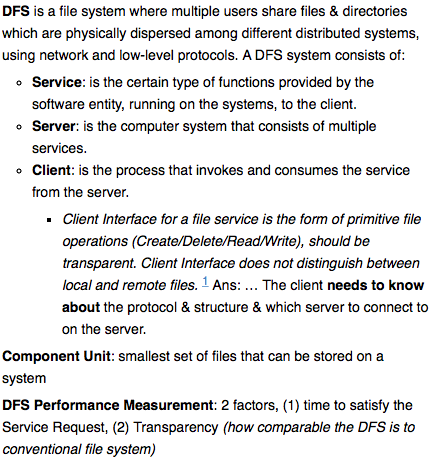 DFS is a file system where multiple users share files & directories
which are physically dispersed among different distributed systems,
using network and low-level protocols. A DFS system consists of:
Service: is the certain type of functions provided by the
software entity, running on the systems, to the client.
Server: is the computer system that consists of multiple
services.
Client: is the process that invokes and consumes the service
from the server.
Client Interface for a file service is the form of primitive file
operations (Create/Delete/Read/Write), should be
transparent. Client Interface does not distinguish between
local and remote files. 1 Ans: ... The client needs to know
about the protocol & structure & which server to connect to
on the server.
Component Unit: smallest set of files that can be stored on a
system
DFS Performance Measurement: 2 factors, (1) time to satisfy the
Service Request, (2) Transparency (how comparable the DFS is to
conventional file system)